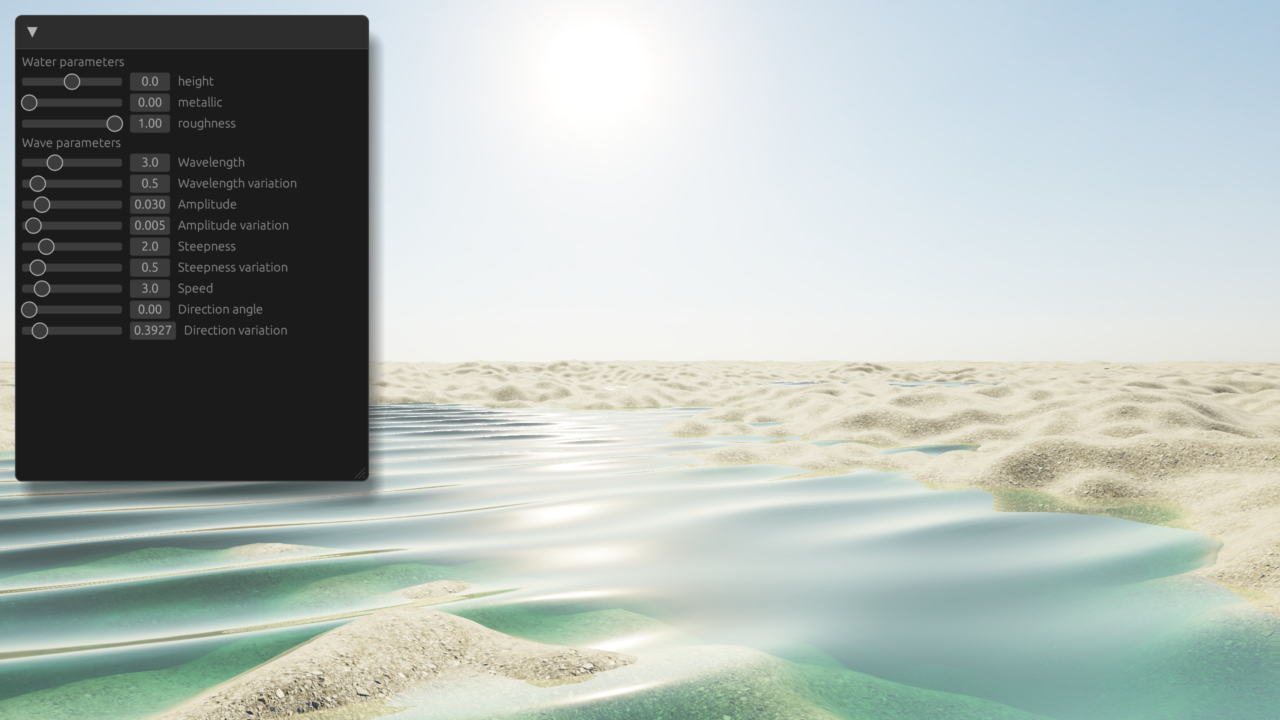 Water parameters
0.0 height
0.00 metallic
1.00 roughness
Wave parameters
3.0 Wavelength
0.5 Wavelength variation
0.030 Amplitude
0.005 Amplitude variation
2.0 Steepness
0.5 Steepness variation
3.0 Speed
0.00 Direction angle
0.3927 Direction variation